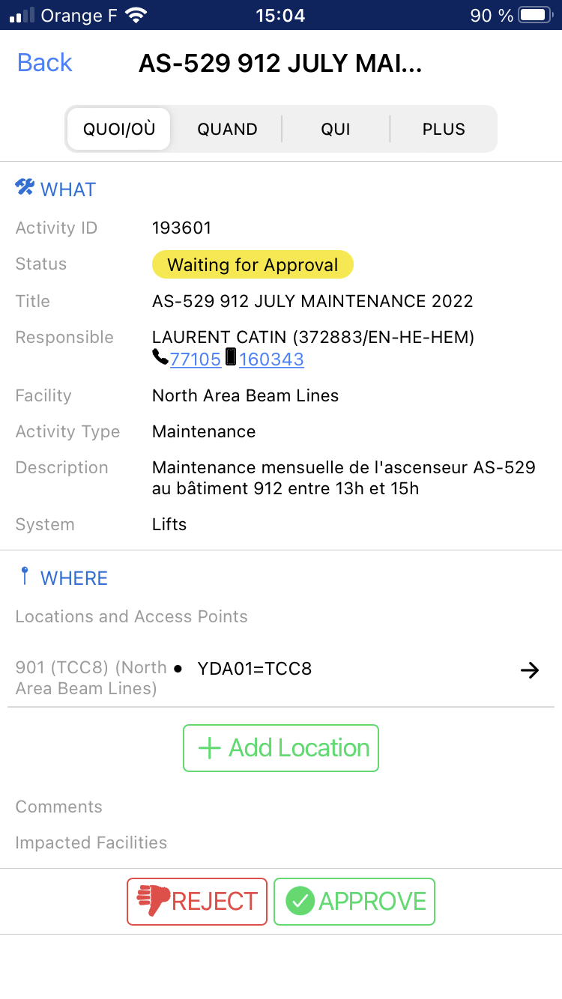 Orange F 15:04 90 %
Back AS-529 912 JULY MAI...
QUOI/OÙ QUAND QUI PLUS
WHAT
Activity ID 193601
Status Waiting for Approval
Title AS-529 912 JULY MAINTENANCE 2022
Responsible LAURENT CATIN (372883/EN-HE-HEM)
77105 160343
Facility North Area Beam Lines
Activity Type Maintenance
Description Maintenance mensuelle de l'ascenseur AS-529
au bâtiment 912 entre 13h et 15h
System Lifts
WHERE
Locations and Access Points
901 (TCC8) (North • YDA01=TCC8
Area Beam Lines)
+ Add Location
Comments
Impacted Facilities
REJECT APPROVE